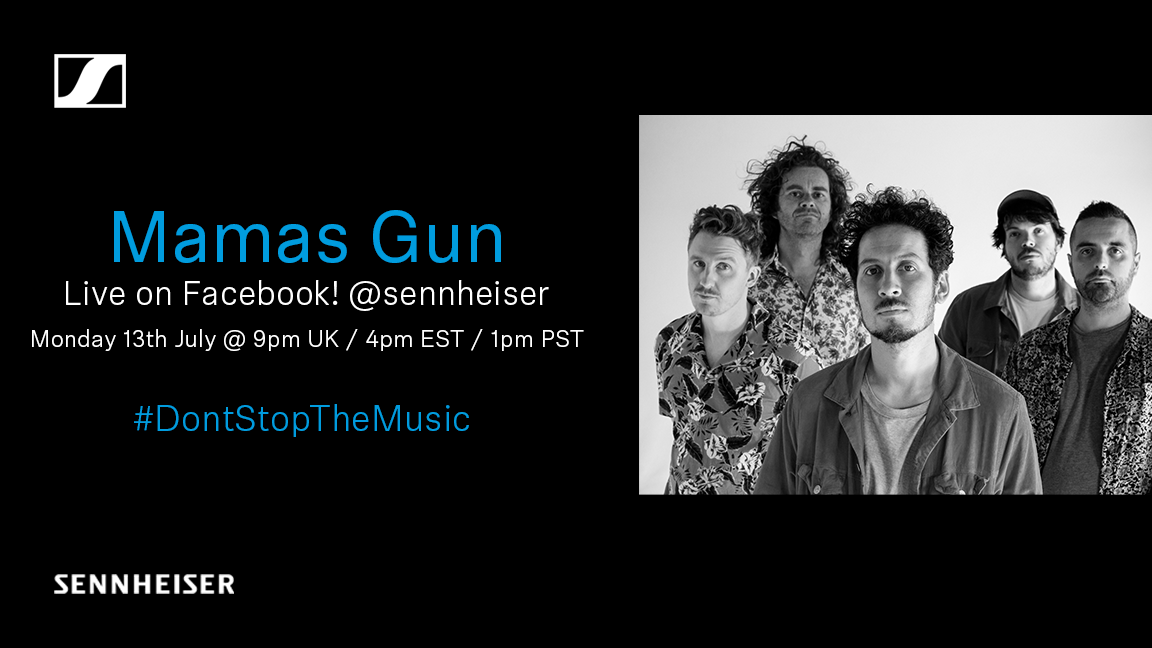 Mamas Gun
Live on Facebook! @sennheiser
Monday 13th July @ 9pm UK / 4pm EST / 1pm PST
#DontStopTheMusic
SENNHEISER